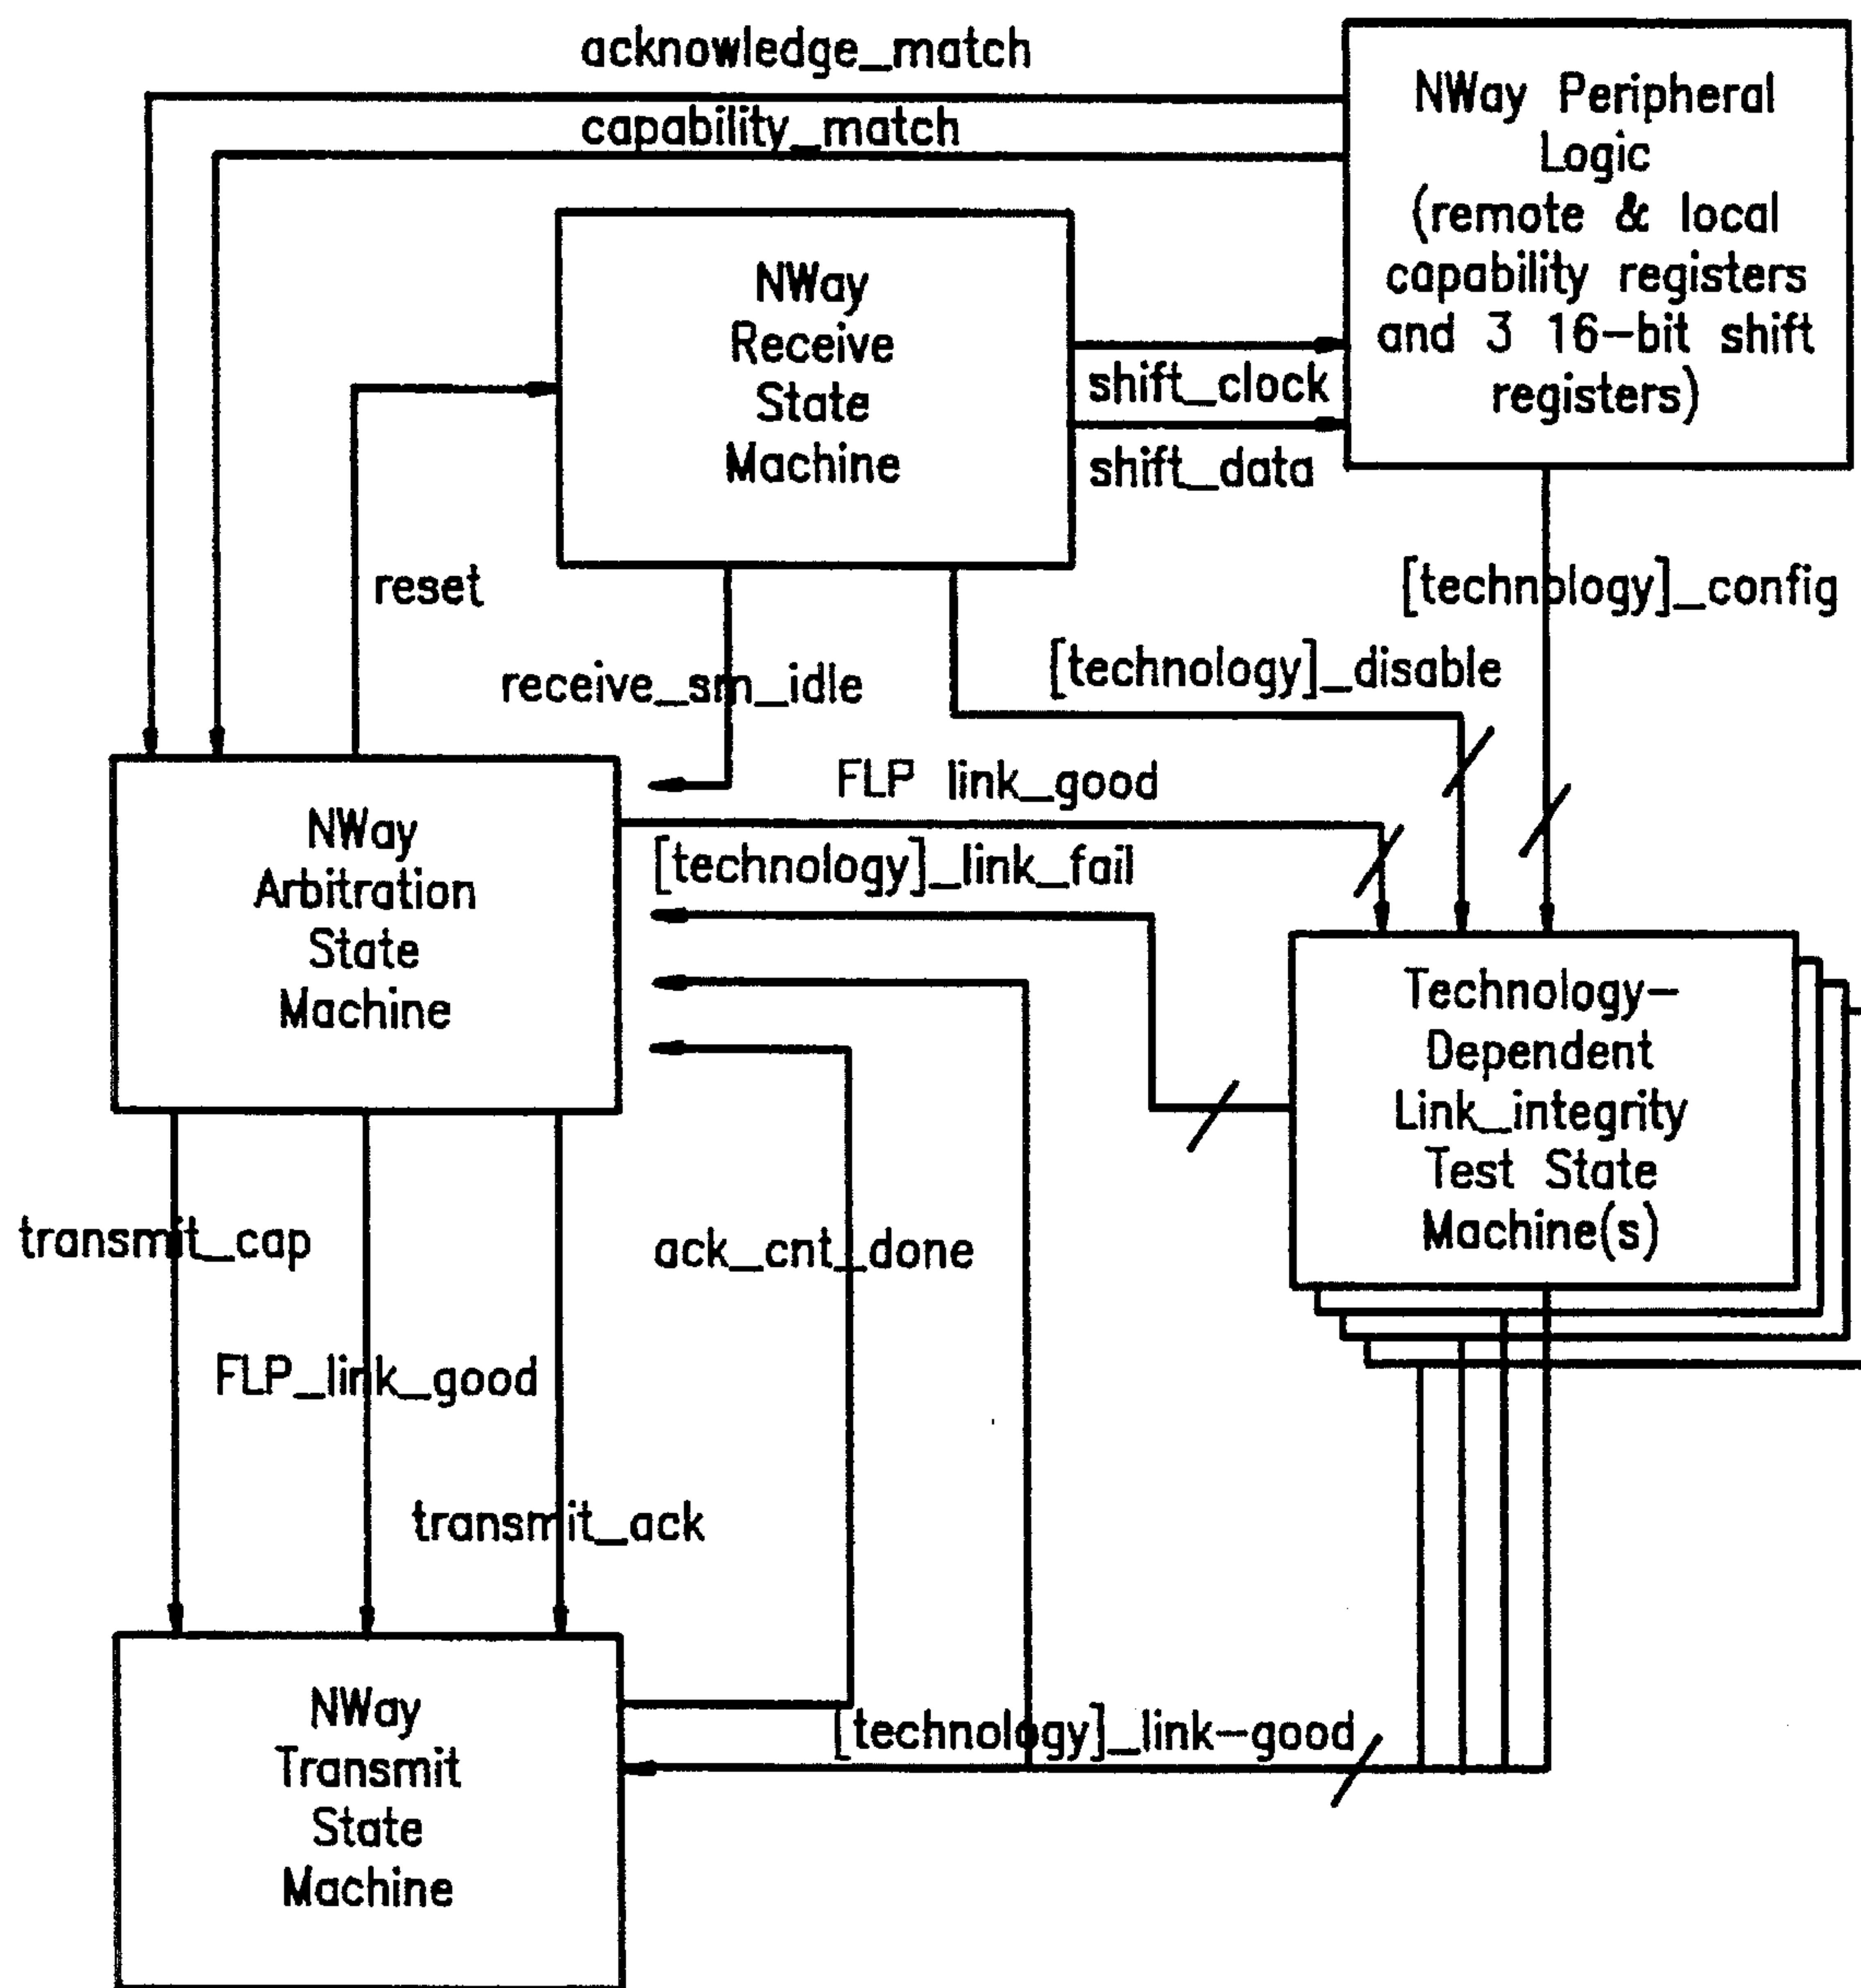 acknowledge_match
capability_match
NWay Peripheral
Logic
(remote & local
capability registers
and 3 16-bit shift
registers)
NWay
Receive
State
Machine
shift_clock
shift_data
reset
receive_sm_idle
[technology]_config
[technology]_disable
FLP link_good
[technology]_link_fail
NWay
Arbitration
State
Machine
Technology-
Dependent
Link_integrity
Test State
Machine(s)
transmit_cap
ack_cnt_done
FLP_link_good
transmit_ack
NWay
Transmit
State
Machine
[technology]_link-good